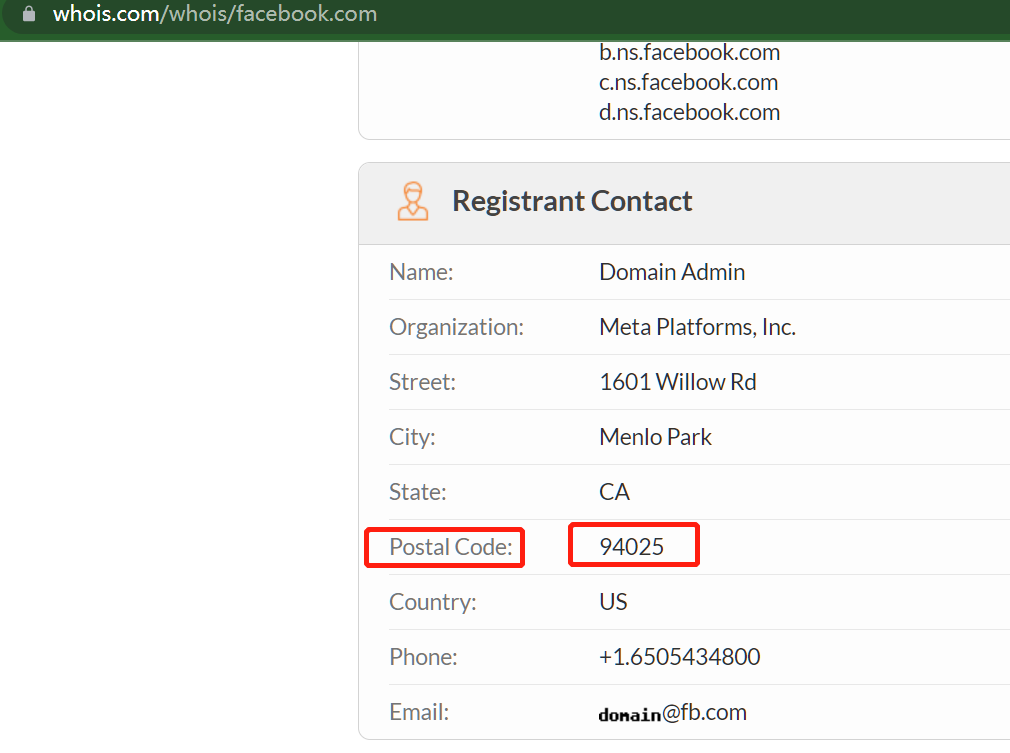 whois.com/whois/facebook.com
b.ns.facebook.com
c.ns.facebook.com
d.ns.facebook.com
Registrant Contact
Name: Domain Admin
Organization: Meta Platforms, Inc.
Street: 1601 Willow Rd
City: Menlo Park
State: CA
Postal Code: 94025
Country: US
Phone: +1.6505434800
Email: domain@fb.com